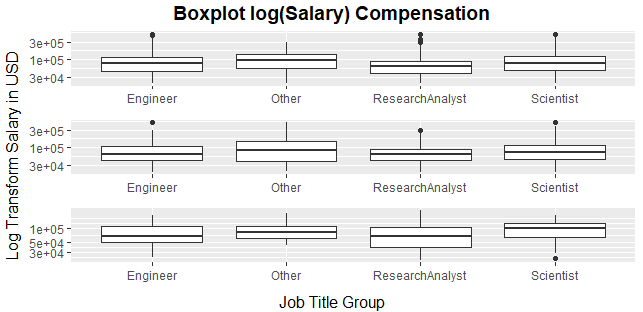 Boxplot log(Salary) Compensation
Log Transform Salary in USD
3e+05
1e+05
3e+04
Engineer Other ResearchAnalyst Scientist
3e+05
1e+05
3e+04
Engineer Other ResearchAnalyst Scientist
1e+05
5e+04
3e+04
Engineer Other ResearchAnalyst Scientist
Job Title Group